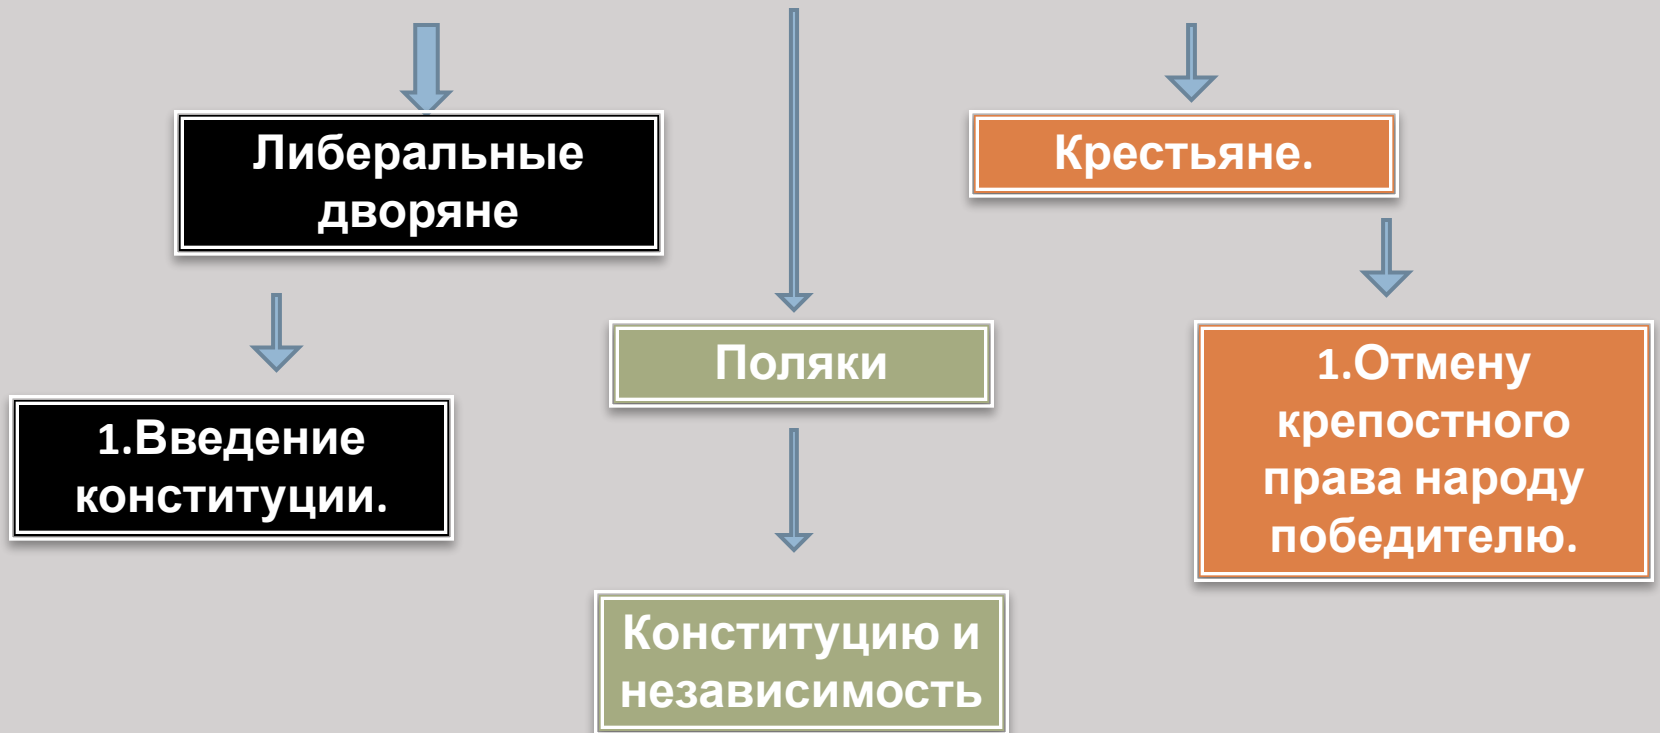 Либеральные
дворяне
Крестьяне.
Поляки
1.Введение
конституции.
1.Отмену
крепостного
права народу
победителю.
Конституцию и
независимость